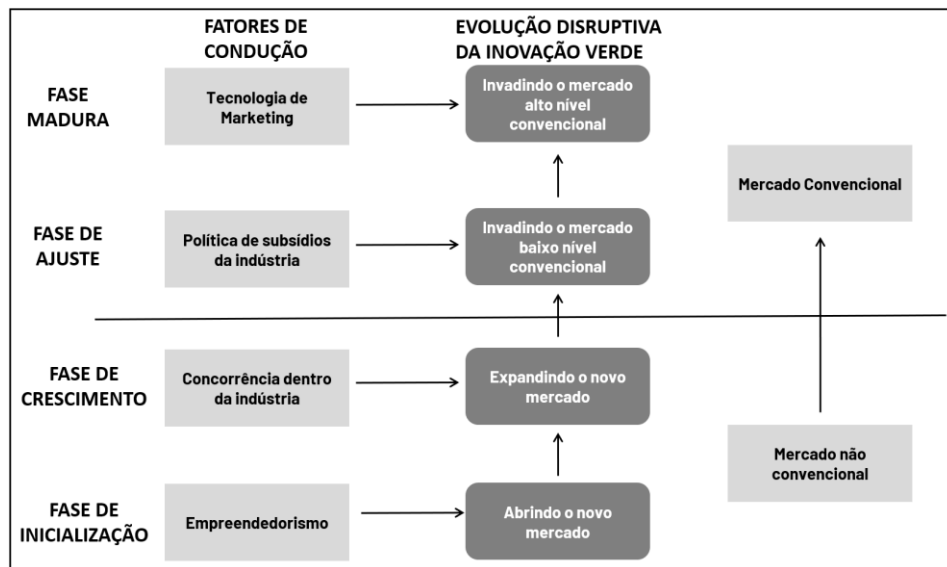 FATORES DE
CONDUÇÃO
EVOLUÇÃO DISRUPTIVA
DA INOVAÇÃO VERDE
FASE
MADURA
Tecnologia de
Marketing
Invadindo o mercado
alto nível
convencional
Mercado Convencional
FASE DE
AJUSTE
Política de subsídios
da indústria
Invadindo o mercado
baixo nível
convencional
FASE DE
CRESCIMENTO
Concorrência dentro
da indústria
Expandindo o novo
mercado
Mercado não
convencional
FASE DE
INICIALIZAÇÃO
Empreendedorismo
Abrindo o novo
mercado